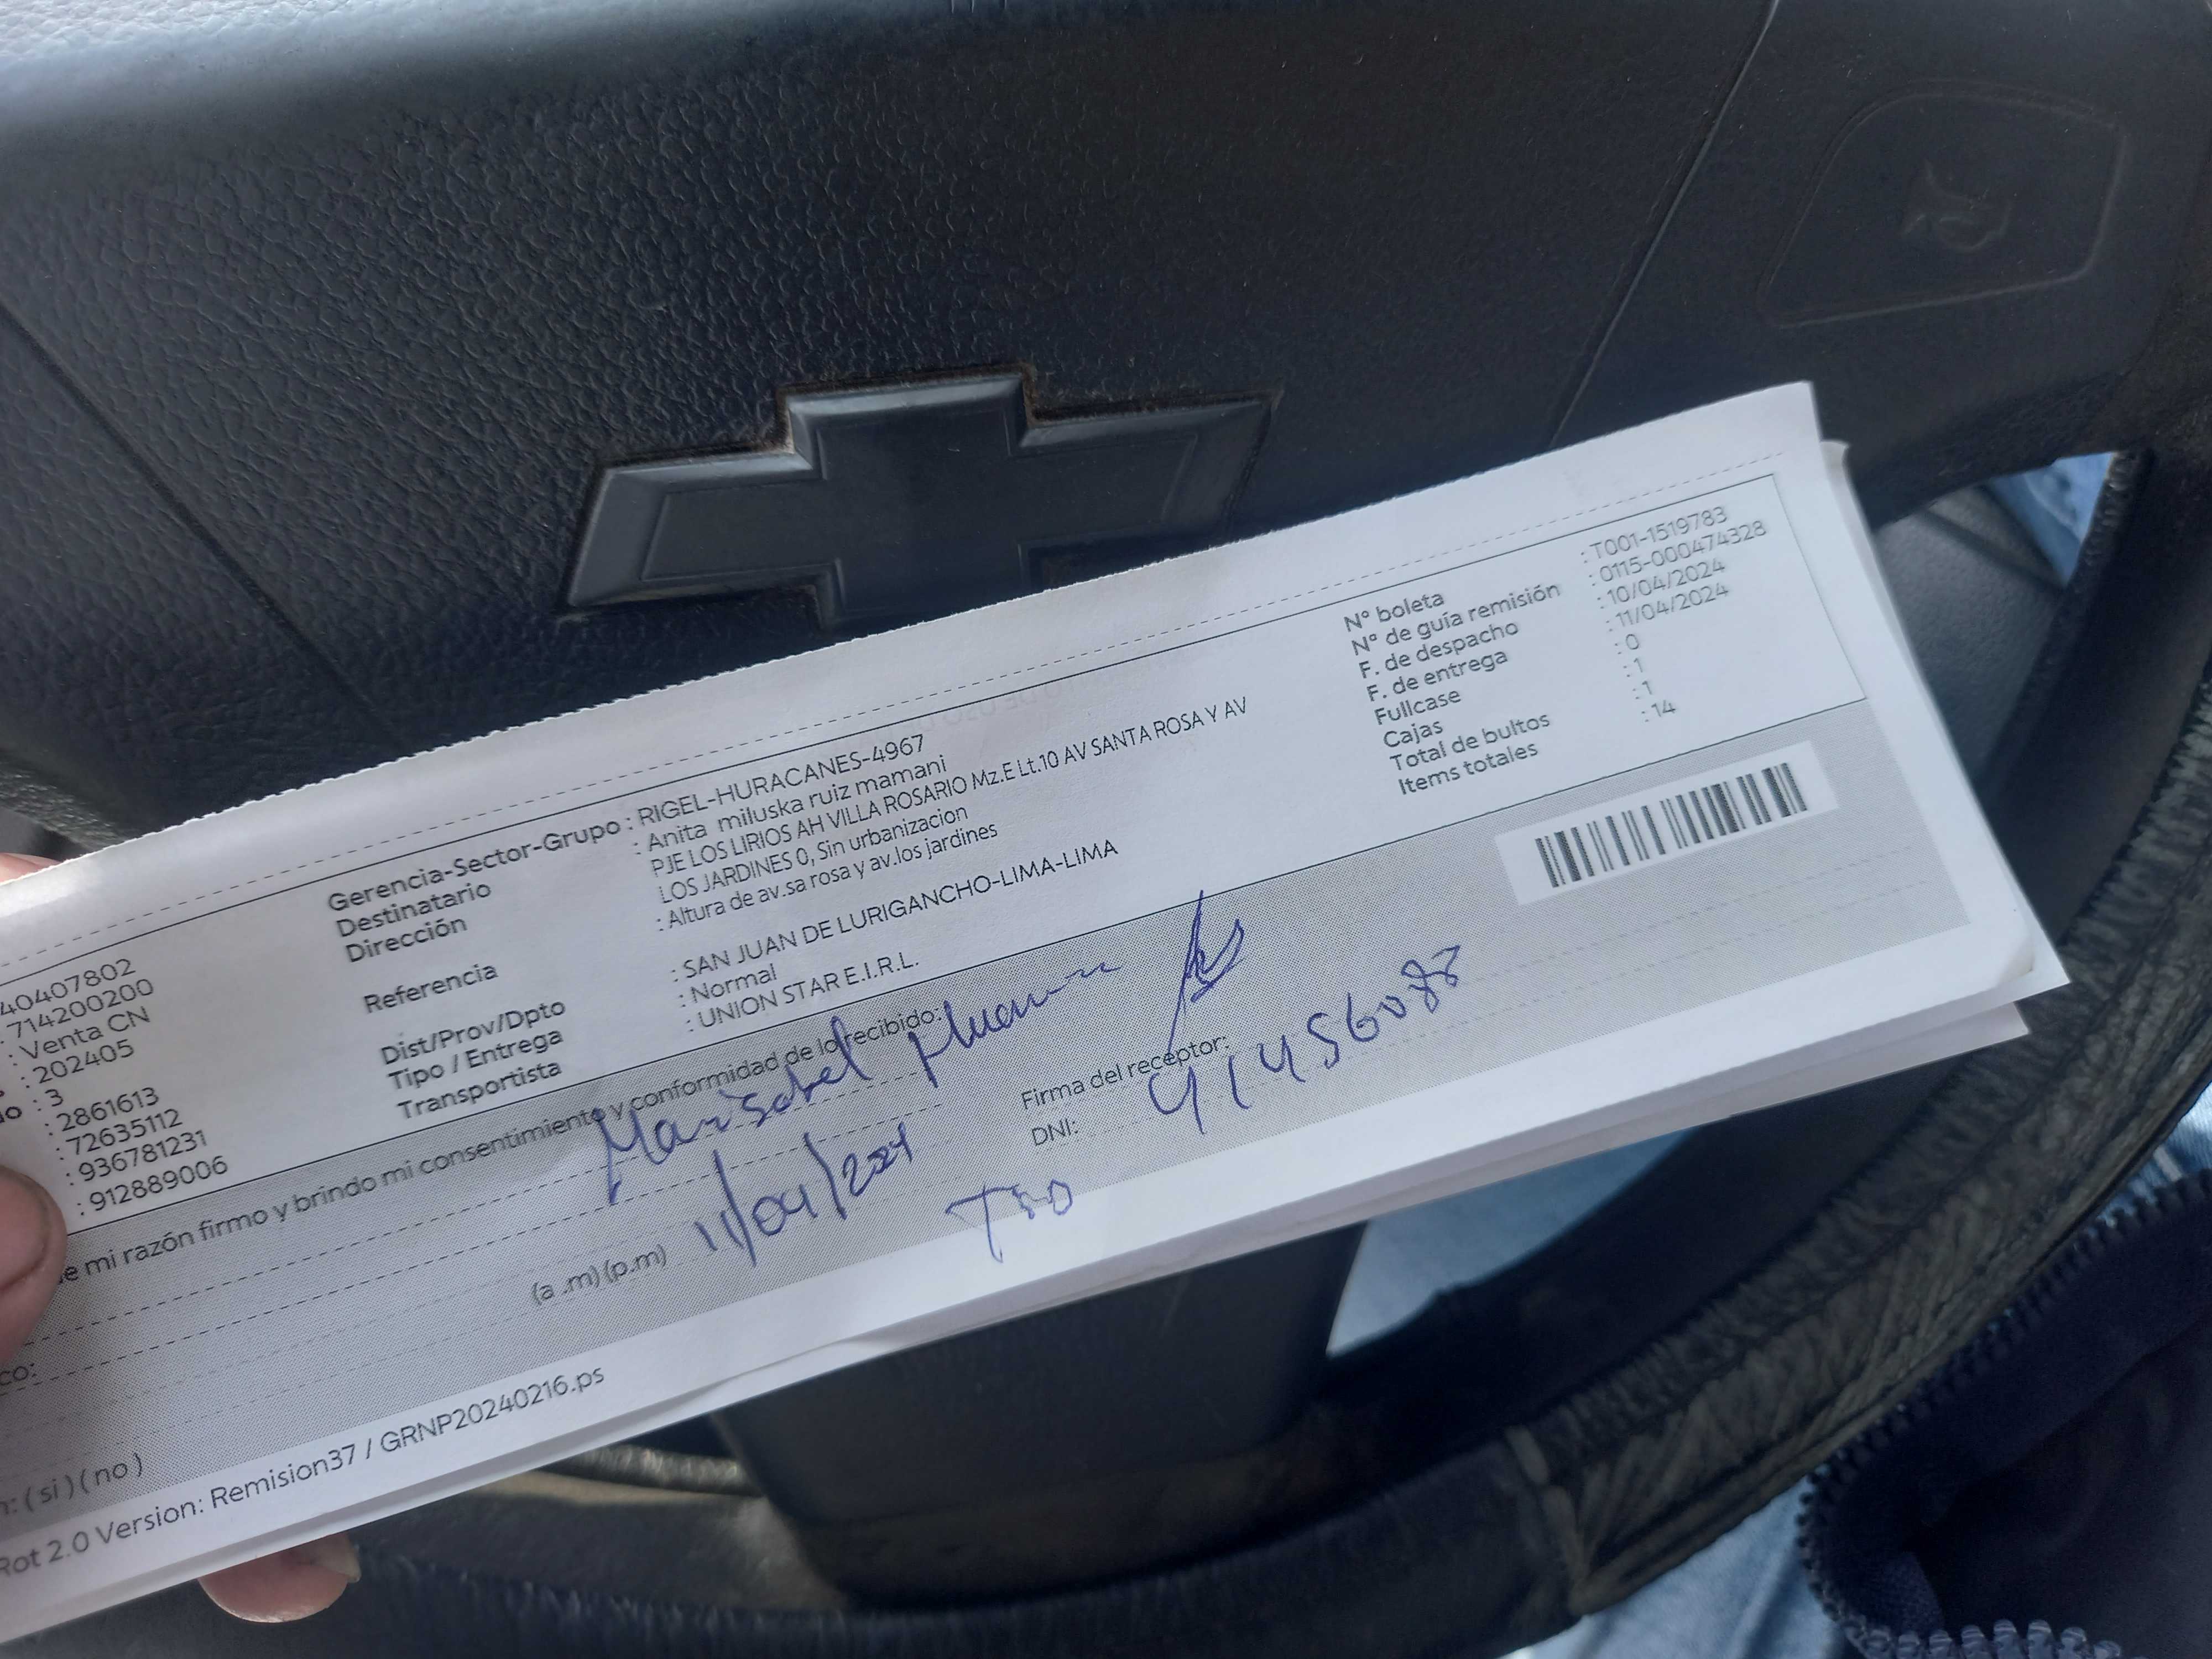 40407802
: 714200200
: Venta CN
: 202405
: 3
: 2861613
: 72635112
: 936781231
: 912889006
Gerencia-Sector-Grupo : RIGEL-HURACANES-4967
Destinatario : Anita miluska ruiz mamani
Dirección PJE LOS LIRIOS AH VILLA ROSARIO Mz.E Lt.10 AV SANTA ROSA Y AV
LOS JARDINES 0, Sin urbanizacion
Referencia : Altura de av.sa rosa y av.los jardines
Dist/Prov/Dpto : SAN JUAN DE LURIGANCHO-LIMA-LIMA
Tipo / Entrega : Normal
Transportista : UNION STAR E.I.R.L.
N° boleta : T001-1519783
N° de guía remisión : 0115-000474328
F. de despacho : 10/04/2024
F. de entrega : 11/04/2024
Fullcase : 0
Cajas : 1
Total de bultos : 1
Items totales : 14
mi razón firmo y brindo mi consentimiento y conformidad de lo recibido:
Marisabel
Firma del receptor:
DNI: 41456088
(a .m) (p.m) 11/04/2024
n: ( si ) ( no )
Rot 2.0 Version: Remision37 / GRNP20240216.ps